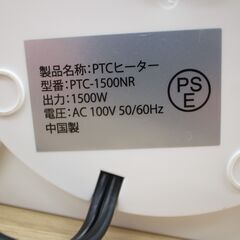 製品名称:PTCヒーター
型番:PTC-1500NR
出力:1500W
電圧:AC 100V 50/60Hz
中国製
PS
E